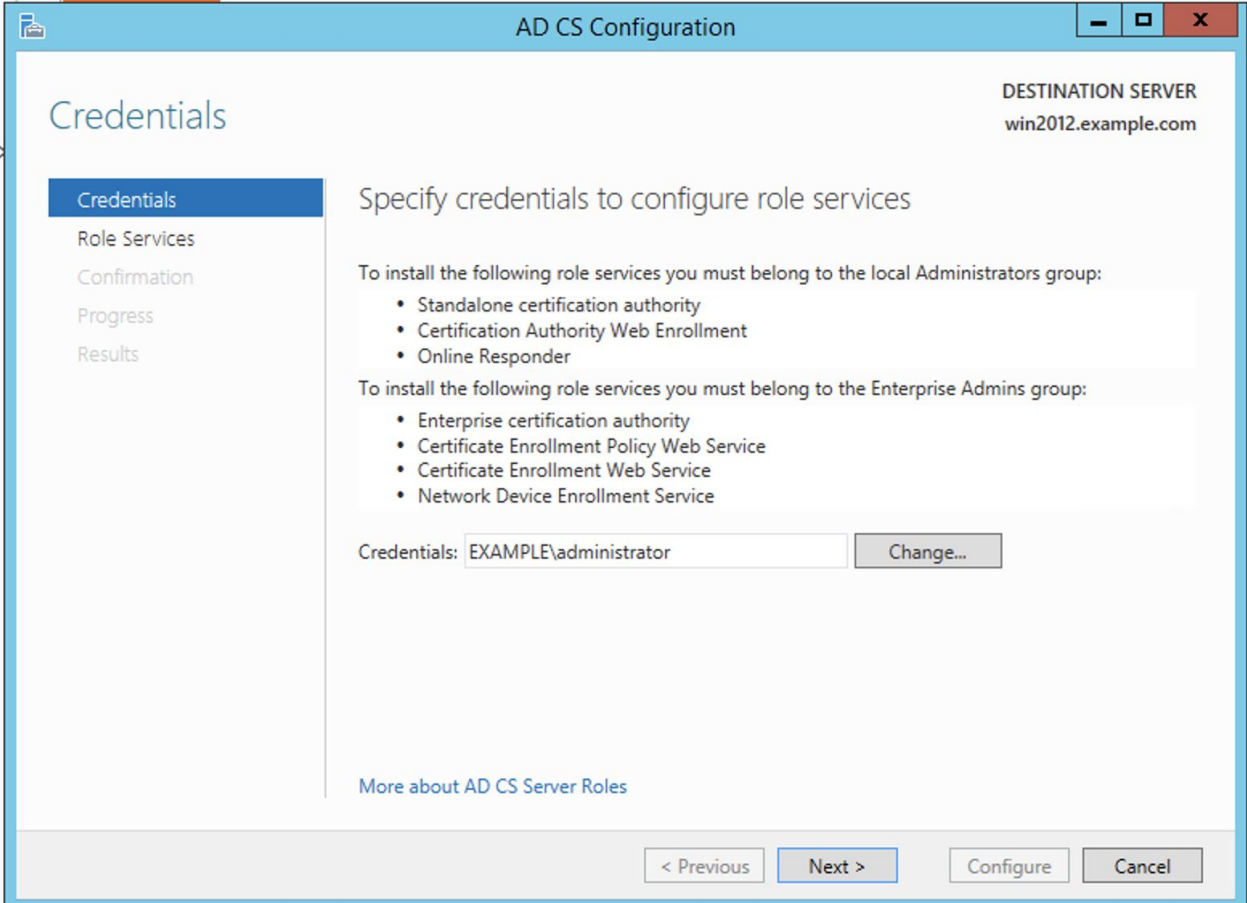 AD CS Configuration
x
DESTINATION SERVER
win2012.example.com
Credentials
Credentials
Role Services
Confirmation
Progress
Results
Specify credentials to configure role services
To install the following role services you must belong to the local Administrators group:
• Standalone certification authority
• Certification Authority Web Enrollment
• Online Responder
To install the following role services you must belong to the Enterprise Admins group:
• Enterprise certification authority
• Certificate Enrollment Policy Web Service
• Certificate Enrollment Web Service
• Network Device Enrollment Service
Credentials: EXAMPLE\administrator Change...
More about AD CS Server Roles
< Previous Next > Configure Cancel